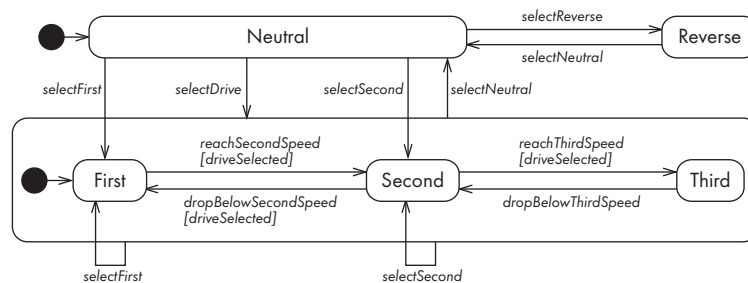 selectReverse
Neutral
Reverse
selectNeutral
selectFirst
selectDrive
selectSecond
selectNeutral
reachSecondSpeed
[driveSelected]
reachThirdSpeed
[driveSelected]
First
Second
Third
dropBelowSecondSpeed
[driveSelected]
dropBelowThirdSpeed
selectFirst
selectSecond